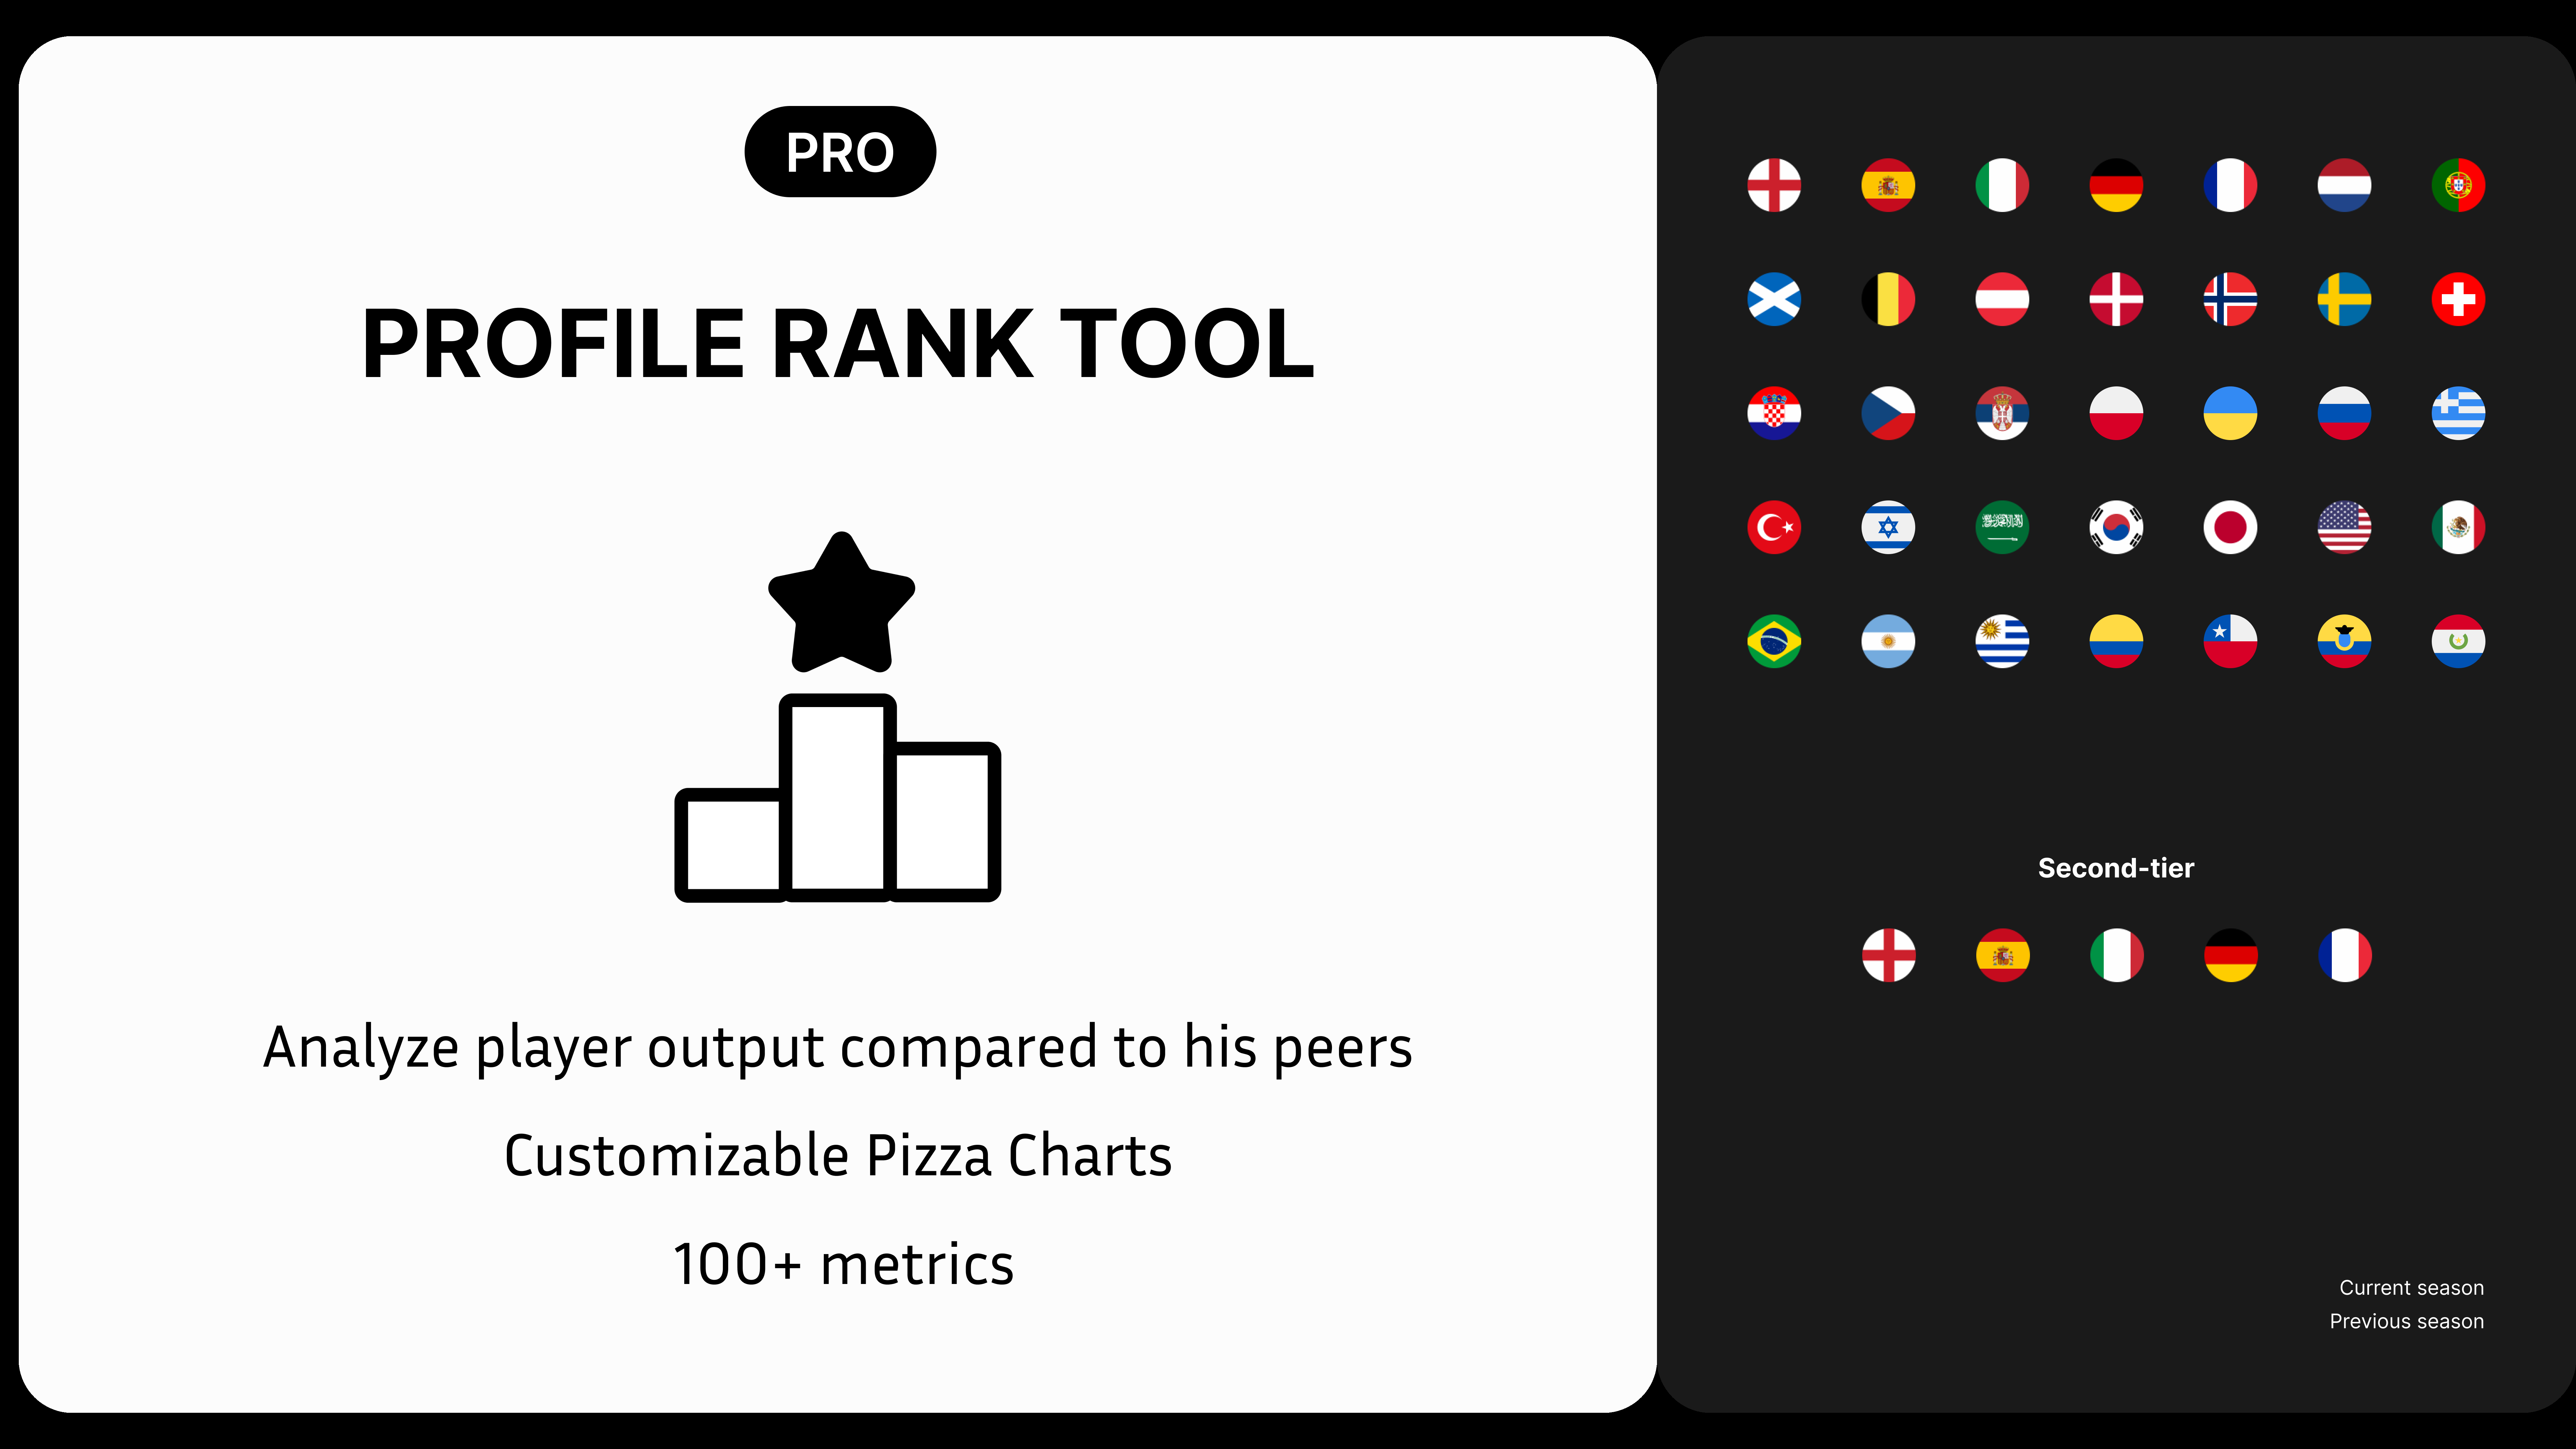 PRO
PROFILE RANK TOOL
Analyze player output compared to his peers
Customizable Pizza Charts
100+ metrics
Second-tier
Current season
Previous season